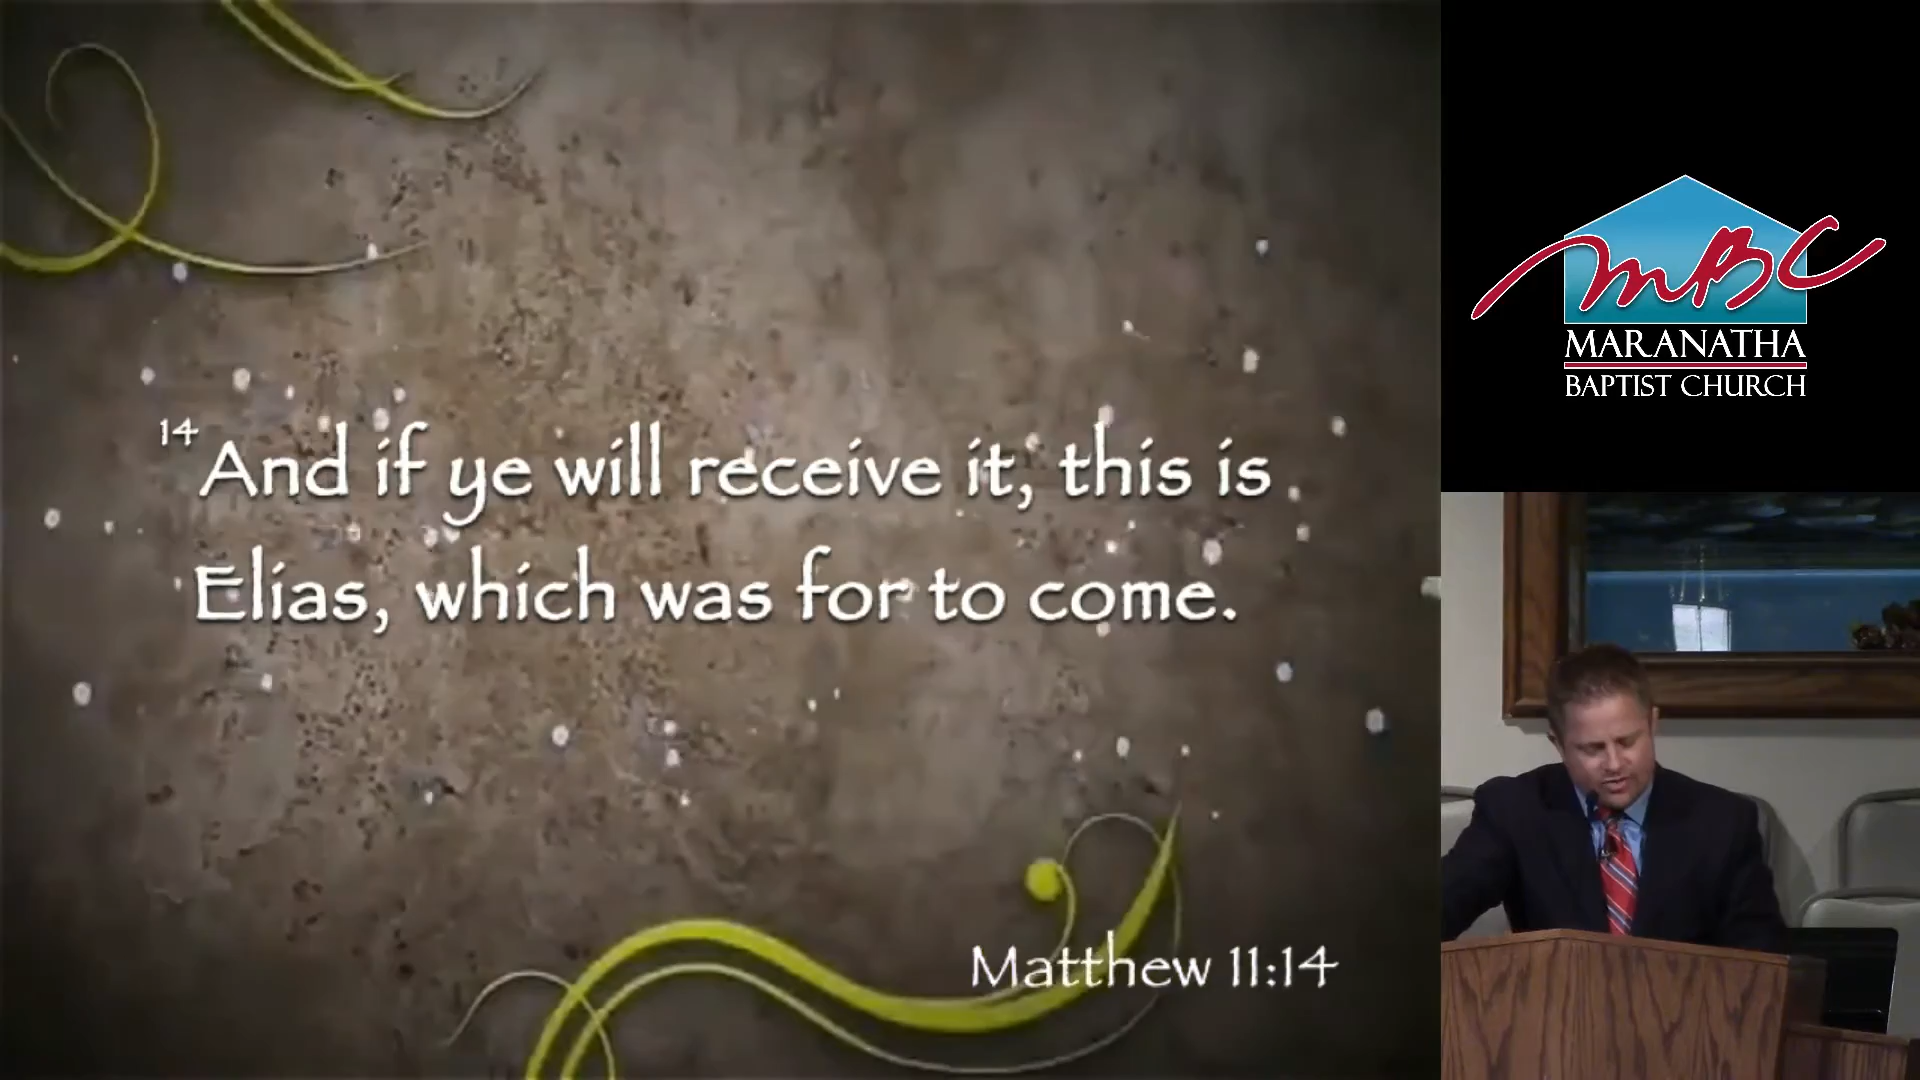 14 And if ye will receive it, this is
Elias, which was for to come.
Matthew 11:14
MBC
MARANATHA
BAPTIST CHURCH